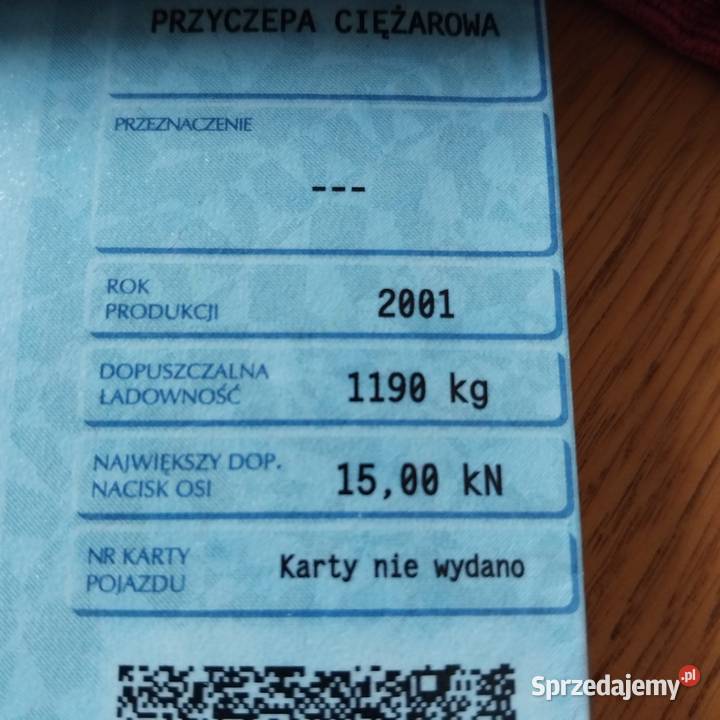 PRZYCZEPA CIĘŻAROWA
PRZEZNACZENIE
---
ROK
PRODUKCJI
2001
DOPUSZCZALNA
ŁADOWNOŚĆ
1190 kg
NAJWIĘKSZY DOP.
NACISK OSI
15,00 kN
NR KARTY
POJAZDU
Karty nie wydano
Sprzedajemy.pl